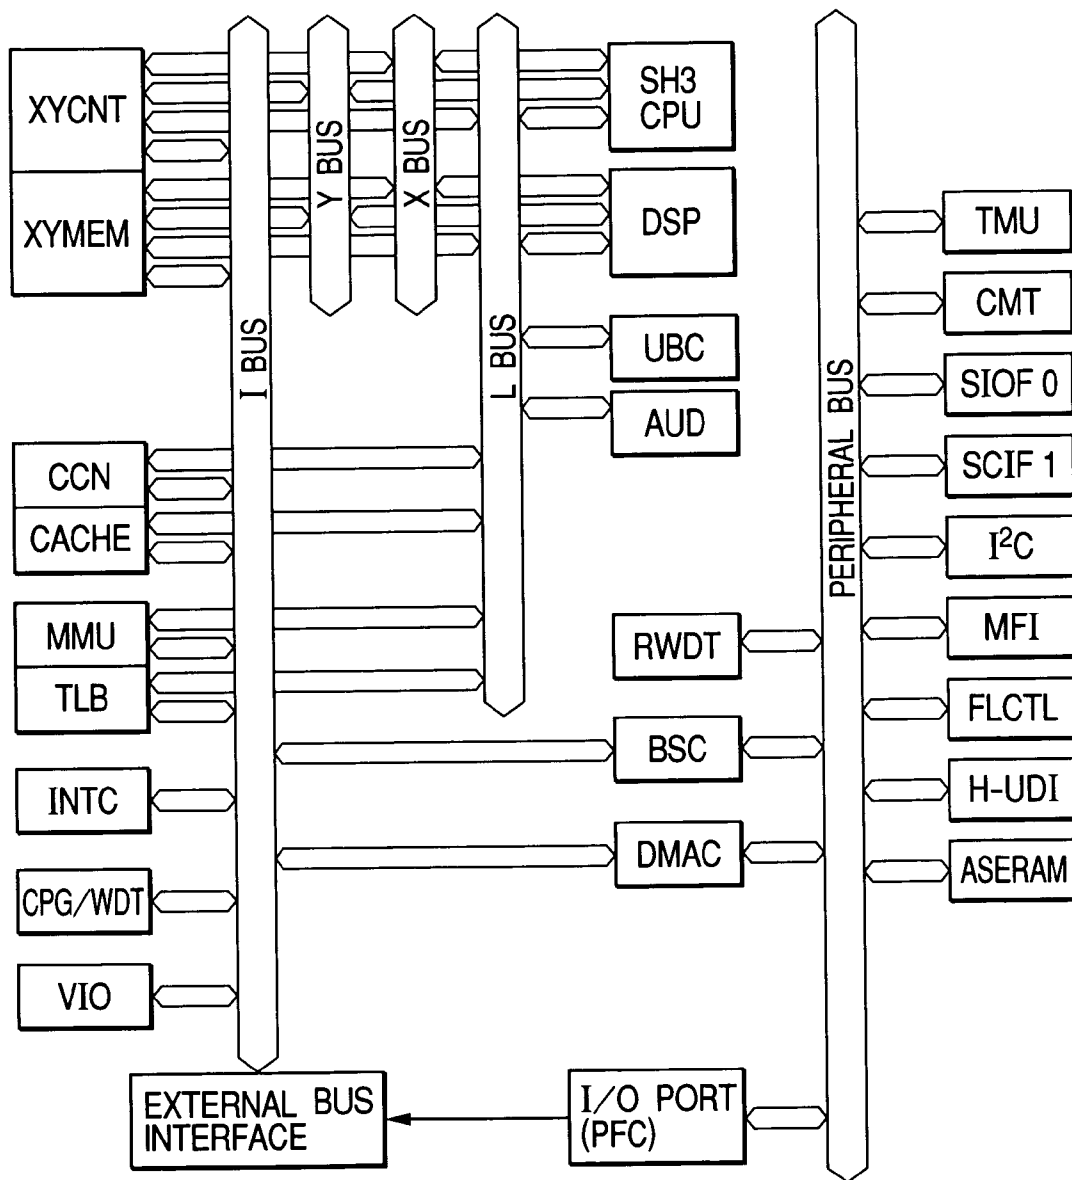 XYCNT
XYMEM
I BUS
Y BUS
X BUS
L BUS
SH3
CPU
DSP
UBC
AUD
PERIPHERAL BUS
TMU
CMT
SIOF 0
SCIF 1
I²C
MFI
FLCTL
H-UDI
ASERAM
CCN
CACHE
MMU
TLB
INTC
CPG/WDT
VIO
RWDT
BSC
DMAC
EXTERNAL BUS
INTERFACE
I/O PORT
(PFC)